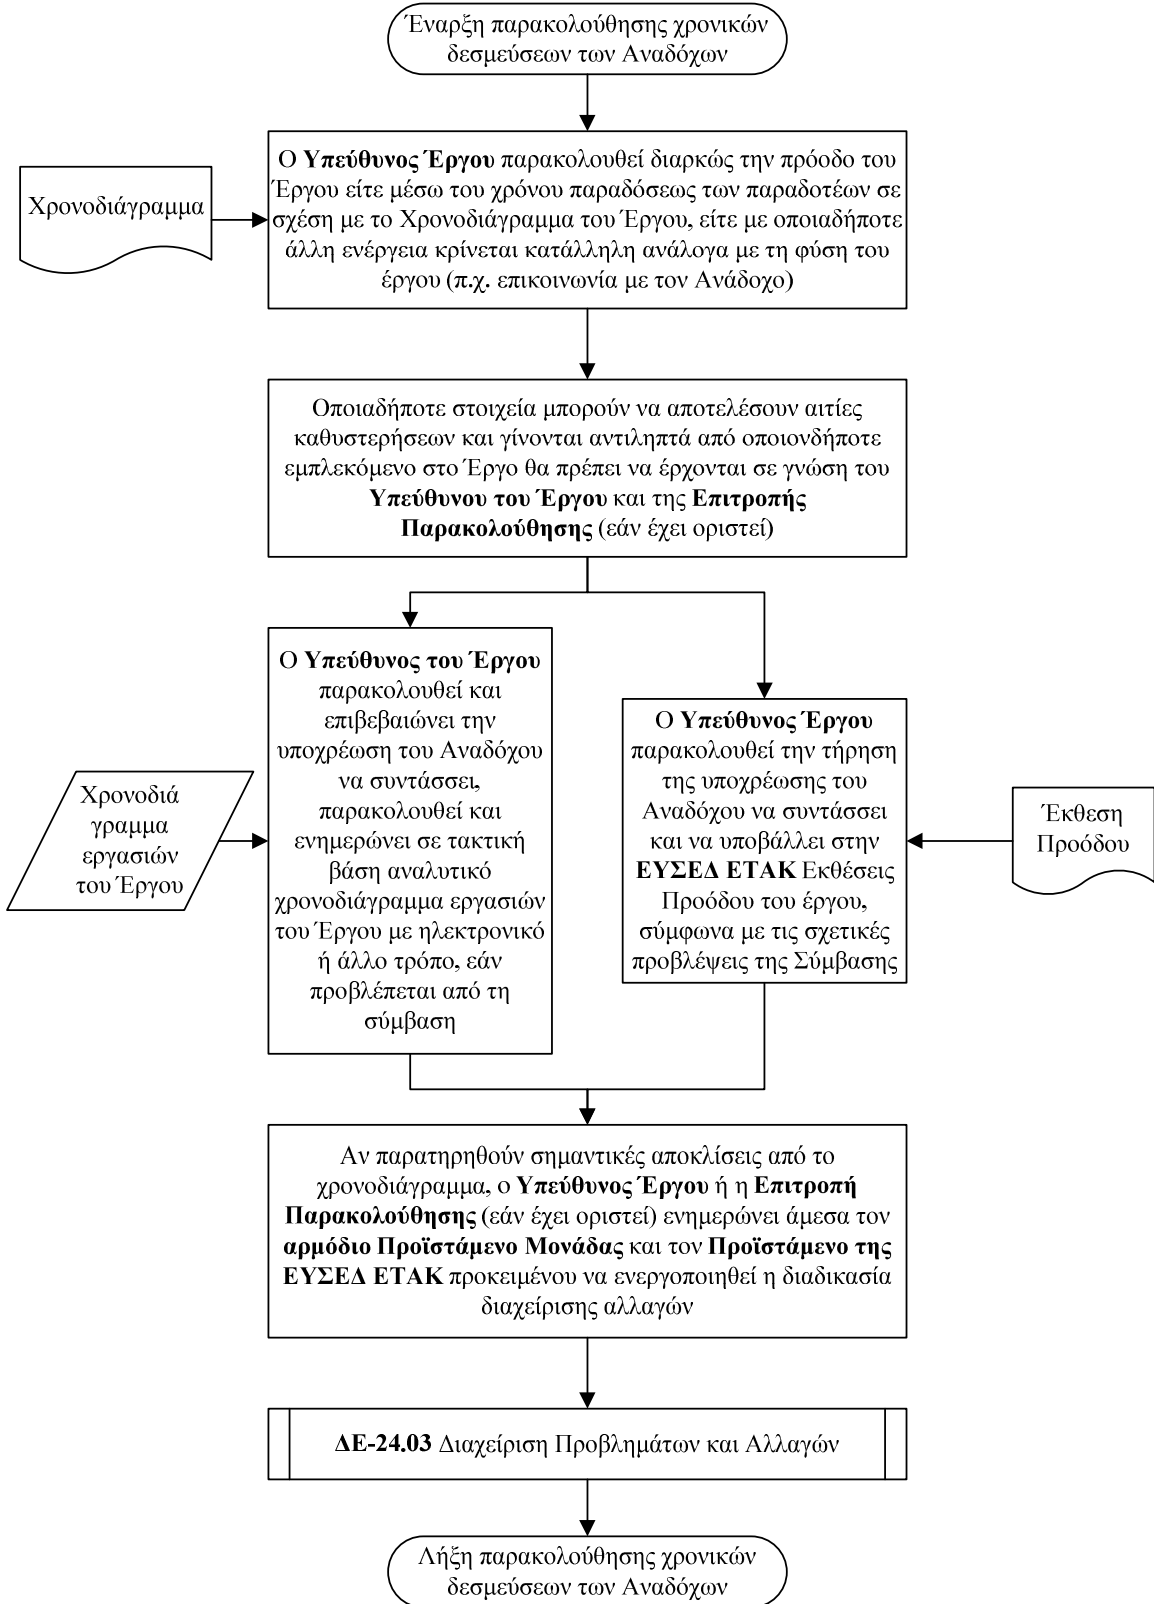 Έναρξη παρακολούθησης χρονικών
δεσμεύσεων των Αναδόχων
Ο Υπεύθυνος Έργου παρακολουθεί διαρκώς την πρόοδο του
Έργου είτε μέσω του χρόνου παραδόσεως των παραδοτέων σε
σχέση με το Χρονοδιάγραμμα του Έργου, είτε με οποιαδήποτε
άλλη ενέργεια κρίνεται κατάλληλη ανάλογα με τη φύση του
έργου (π.χ. επικοινωνία με τον Ανάδοχο)
Χρονοδιάγραμμα
Οποιαδήποτε στοιχεία μπορούν να αποτελέσουν αιτίες
καθυστερήσεων και γίνονται αντιληπτά από οποιονδήποτε
εμπλεκόμενο στο Έργο θα πρέπει να έρχονται σε γνώση του
Υπεύθυνου του Έργου και της Επιτροπής
Παρακολούθησης (εάν έχει οριστεί)
Ο Υπεύθυνος του Έργου
παρακολουθεί και
επιβεβαιώνει την
υποχρέωση του Αναδόχου
να συντάσσει,
παρακολουθεί και
ενημερώνει σε τακτική
βάση αναλυτικό
χρονοδιάγραμμα εργασιών
του Έργου με ηλεκτρονικό
ή άλλο τρόπο, εάν
προβλέπεται από τη
σύμβαση
Χρονοδιά
γραμμα
εργασιών
του Έργου
Ο Υπεύθυνος Έργου
παρακολουθεί την τήρηση
της υποχρέωσης του
Αναδόχου να συντάσσει
και να υποβάλλει στην
ΕΥΣΕΔ ΕΤΑΚ Εκθέσεις
Προόδου του έργου,
σύμφωνα με τις σχετικές
προβλέψεις της Σύμβασης
Έκθεση
Προόδου
Αν παρατηρηθούν σημαντικές αποκλίσεις από το
χρονοδιάγραμμα, ο Υπεύθυνος Έργου ή η Επιτροπή
Παρακολούθησης (εάν έχει οριστεί) ενημερώνει άμεσα τον
αρμόδιο Προϊστάμενο Μονάδας και τον Προϊστάμενο της
ΕΥΣΕΔ ΕΤΑΚ προκειμένου να ενεργοποιηθεί η διαδικασία
διαχείρισης αλλαγών
ΔΕ-24.03 Διαχείριση Προβλημάτων και Αλλαγών
Λήξη παρακολούθησης χρονικών
δεσμεύσεων των Αναδόχων